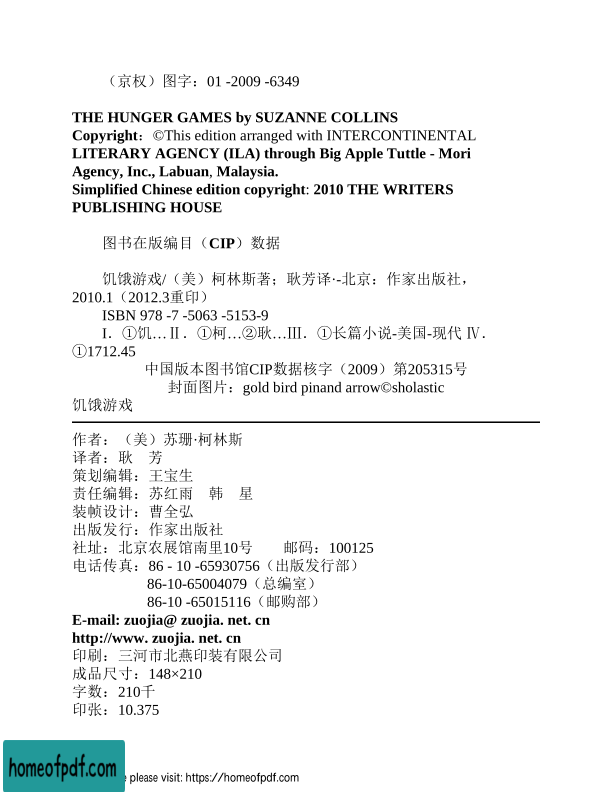 （京权）图字：01 -2009 -6349
THE HUNGER GAMES by SUZANNE COLLINS
Copyright：©This edition arranged with INTERCONTINENTAL
LITERARY AGENCY (ILA) through Big Apple Tuttle - Mori
Agency, Inc., Labuan, Malaysia.
Simplified Chinese edition copyright: 2010 THE WRITERS
PUBLISHING HOUSE
图书在版编目（CIP）数据
饥饿游戏/（美）柯林斯著；耿芳译·-北京：作家出版社，
2010.1（2012.3重印）
ISBN 978 -7 -5063 -5153-9
I．①饥…Ⅱ．①柯…②耿…Ⅲ．①长篇小说-美国-现代 Ⅳ．
①1712.45
中国版本图书馆CIP数据核字（2009）第205315号
封面图片：gold bird pinand arrow©sholastic
饥饿游戏
作者：（美）苏珊·柯林斯
译者：耿　芳
策划编辑：王宝生
责任编辑：苏红雨　韩　星
装帧设计：曹全弘
出版发行：作家出版社
社址：北京农展馆南里10号　　邮码：100125
电话传真：86 - 10 -65930756（出版发行部）
86-10-65004079（总编室）
86-10 -65015116（邮购部）
E-mail: zuojia@ zuojia. net. cn
http://www. zuojia. net. cn
印刷：三河市北燕印装有限公司
成品尺寸：148×210
字数：210千
印张：10.375
homeofpdf.com
please visit: https://homeofpdf.com